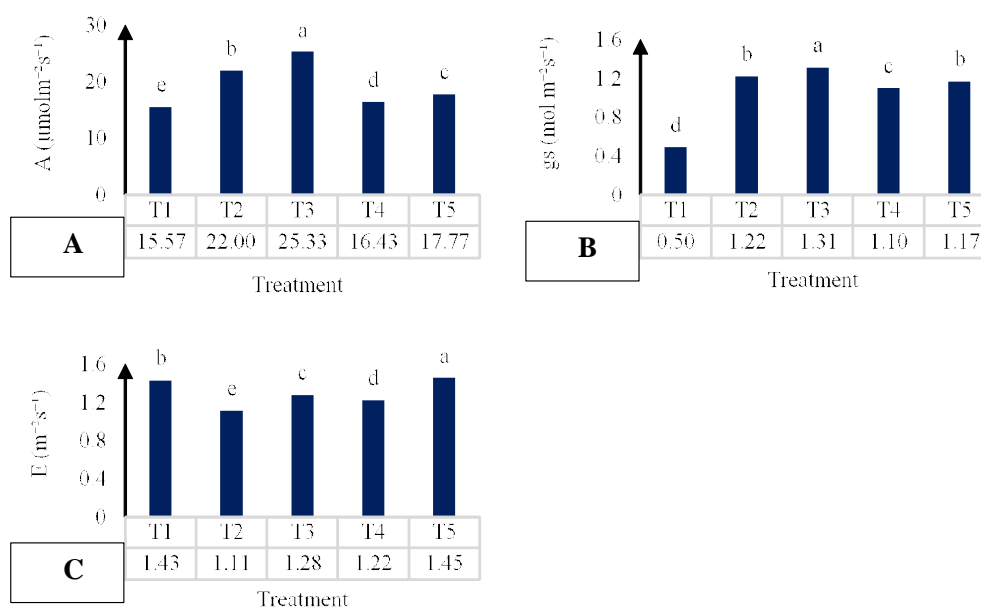 30
20
10
0
A (µmolm⁻²s⁻¹)
e b a d c
T1 T2 T3 T4 T5
A 15.57 22.00 25.33 16.43 17.77
Treatment
1.6
1.2
0.8
0.4
0
gs (mol m⁻²s⁻¹)
d b a c b
T1 T2 T3 T4 T5
B 0.50 1.22 1.31 1.10 1.17
Treatment
1.6
1.2
0.8
0.4
0
E (m⁻²s⁻¹)
b e c d a
T1 T2 T3 T4 T5
C 1.43 1.11 1.28 1.22 1.45
Treatment